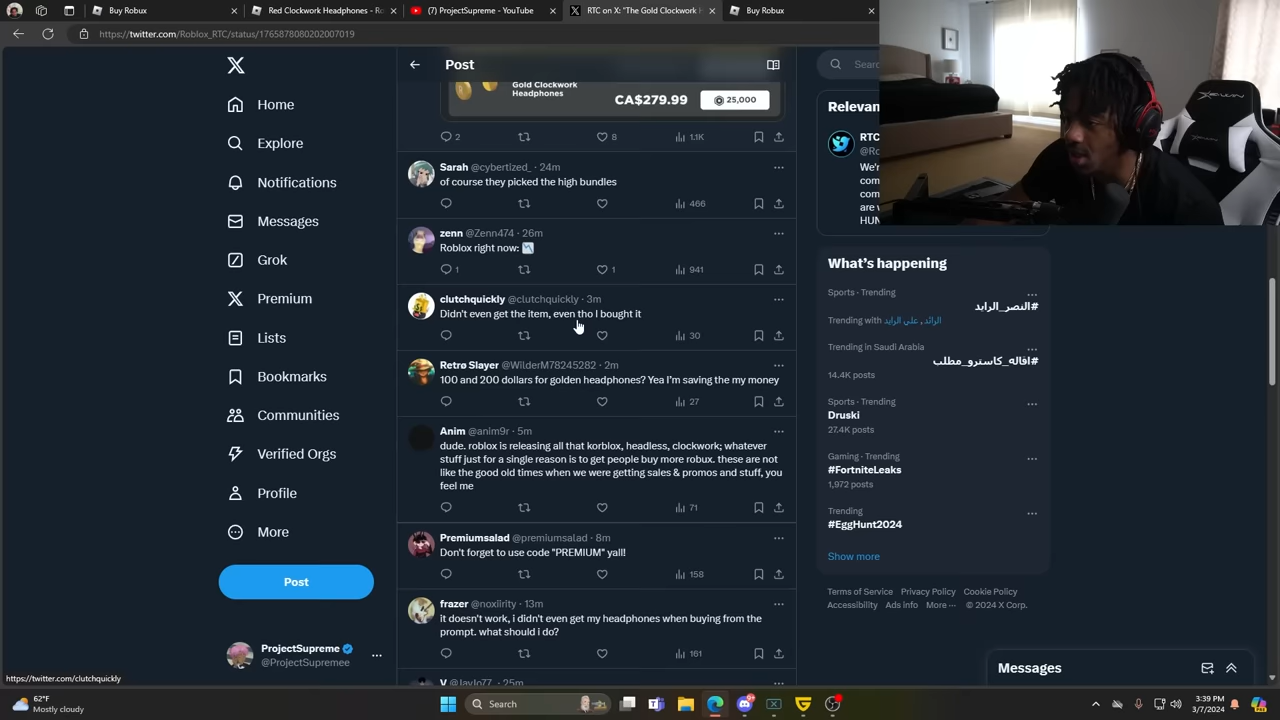 Buy Robux
Red Clockwork Headphones - Ro
(7) ProjectSupreme - YouTube
RTC on X: "The Gold Clockwork H
Buy Robux
https://twitter.com/Roblox_RTC/status/1765878080202007019
Home
Explore
Notifications
Messages
Grok
Premium
Lists
Bookmarks
Communities
Verified Orgs
Profile
More
Post
ProjectSupreme
@ProjectSupremee
https://twitter.com/clutchquickly
Post
Gold Clockwork
Headphones
CA$279.99
25,000
2
8
1.1K
Sarah @cybertized_ · 24m
of course they picked the high bundles
466
zenn @Zenn474 · 26m
Roblox right now:
1
1
941
clutchquickly @clutchquickly · 3m
Didn't even get the item, even tho I bought it
30
Retrø Slayer @WilderM78245282 · 2m
100 and 200 dollars for golden headphones? Yea I'm saving the my money
27
Anim @anim9r · 5m
dude. roblox is releasing all that korblox, headless, clockwork; whatever
stuff just for a single reason is to get people buy more robux. these are not
like the good old times when we were getting sales & promos and stuff, you
feel me
71
Premiumsalad @premiumsalad · 8m
Don't forget to use code "PREMIUM" yall!
158
frazer @noxiirity · 13m
it doesn't work, i didn't even get my headphones when buying from the
prompt. what should i do?
161
V @JayJo77_ · 25m
Searc
Relevan
RTC
@Ro
We're
com
com
are w
HUN
What's happening
Sports · Trending
#النصر_الرايد
Trending with الرائد, على الرايد
Trending in Saudi Arabia
#اقاله_كاسترو_مطلب
14.4K posts
Sports · Trending
Druski
27.4K posts
Gaming · Trending
#FortniteLeaks
1,972 posts
Trending
#EggHunt2024
Show more
Terms of Service Privacy Policy Cookie Policy
Accessibility Ads info More ··· © 2024 X Corp.
Messages
62°F
Mostly cloudy
Search
3:39 PM
3/7/2024